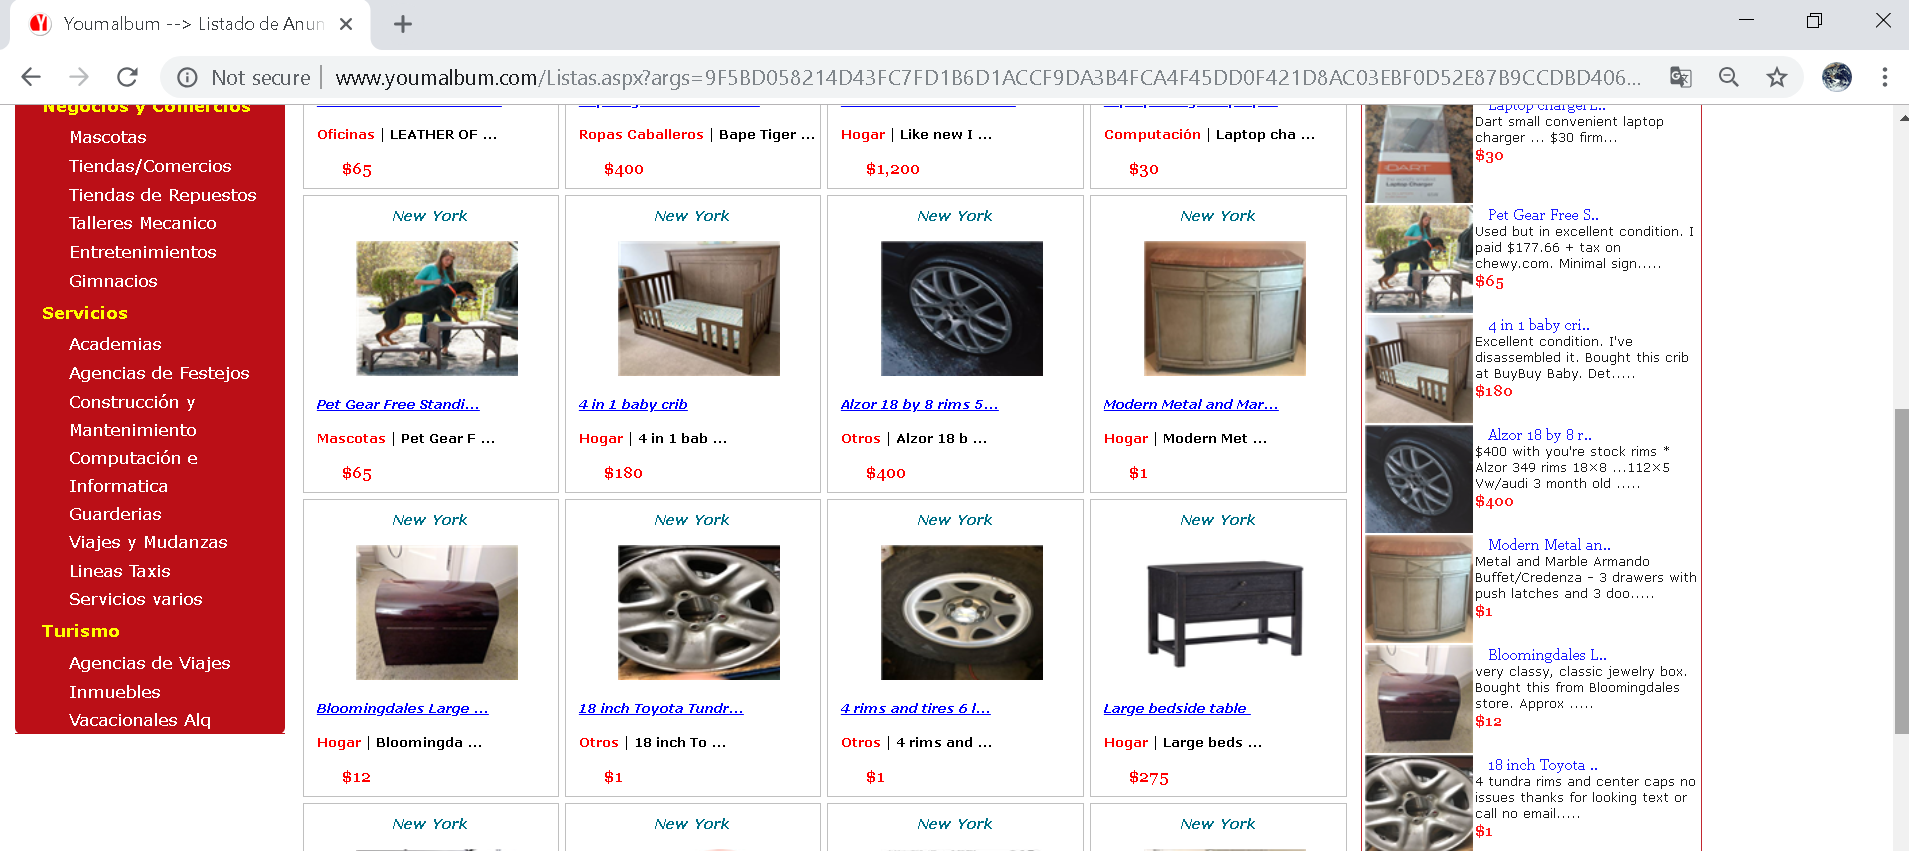 Youmalbum --> Listado de Anun
Not secure | www.youmalbum.com/Listas.aspx?args=9F5BD058214D43FC7FD1B6D1ACCF9DA3B4FCA4F45DD0F421D8AC03EBF0D52E87B9CCDBD406...
Negocios y Comercios
Mascotas
Tiendas/Comercios
Tiendas de Repuestos
Talleres Mecanico
Entretenimientos
Gimnacios
Servicios
Academias
Agencias de Festejos
Construcción y
Mantenimiento
Computación e
Informatica
Guarderias
Viajes y Mudanzas
Lineas Taxis
Servicios varios
Turismo
Agencias de Viajes
Inmuebles
Vacacionales Alq
Oficinas | LEATHER OF ...
$65
Ropas Caballeros | Bape Tiger ...
$400
Hogar | Like new I ...
$1,200
Computación | Laptop cha ...
$30
New York
Pet Gear Free Standi...
Mascotas | Pet Gear F ...
$65
New York
4 in 1 baby crib
Hogar | 4 in 1 bab ...
$180
New York
Alzor 18 by 8 rims 5...
Otros | Alzor 18 b ...
$400
New York
Modern Metal and Mar...
Hogar | Modern Met ...
$1
New York
Bloomingdales Large ...
Hogar | Bloomingda ...
$12
New York
18 inch Toyota Tundr...
Otros | 18 inch To ...
$1
New York
4 rims and tires 6 l...
Otros | 4 rims and ...
$1
New York
Large bedside table
Hogar | Large beds ...
$275
New York
New York
New York
New York
Laptop charger L..
Dart small convenient laptop
charger ... $30 firm...
$30
DART
Laptop Charger
Pet Gear Free S..
Used but in excellent condition. I
paid $177.66 + tax on
chewy.com. Minimal sign.....
$65
4 in 1 baby cri..
Excellent condition. I've
disassembled it. Bought this crib
at BuyBuy Baby. Det.....
$180
Alzor 18 by 8 r..
$400 with you're stock rims *
Alzor 349 rims 18×8 ...112×5
Vw/audi 3 month old .....
$400
Modern Metal an..
Metal and Marble Armando
Buffet/Credenza - 3 drawers with
push latches and 3 doo.....
$1
Bloomingdales L..
very classy, classic jewelry box.
Bought this from Bloomingdales
store. Approx .....
$12
18 inch Toyota ..
4 tundra rims and center caps no
issues thanks for looking text or
call no email.....
$1